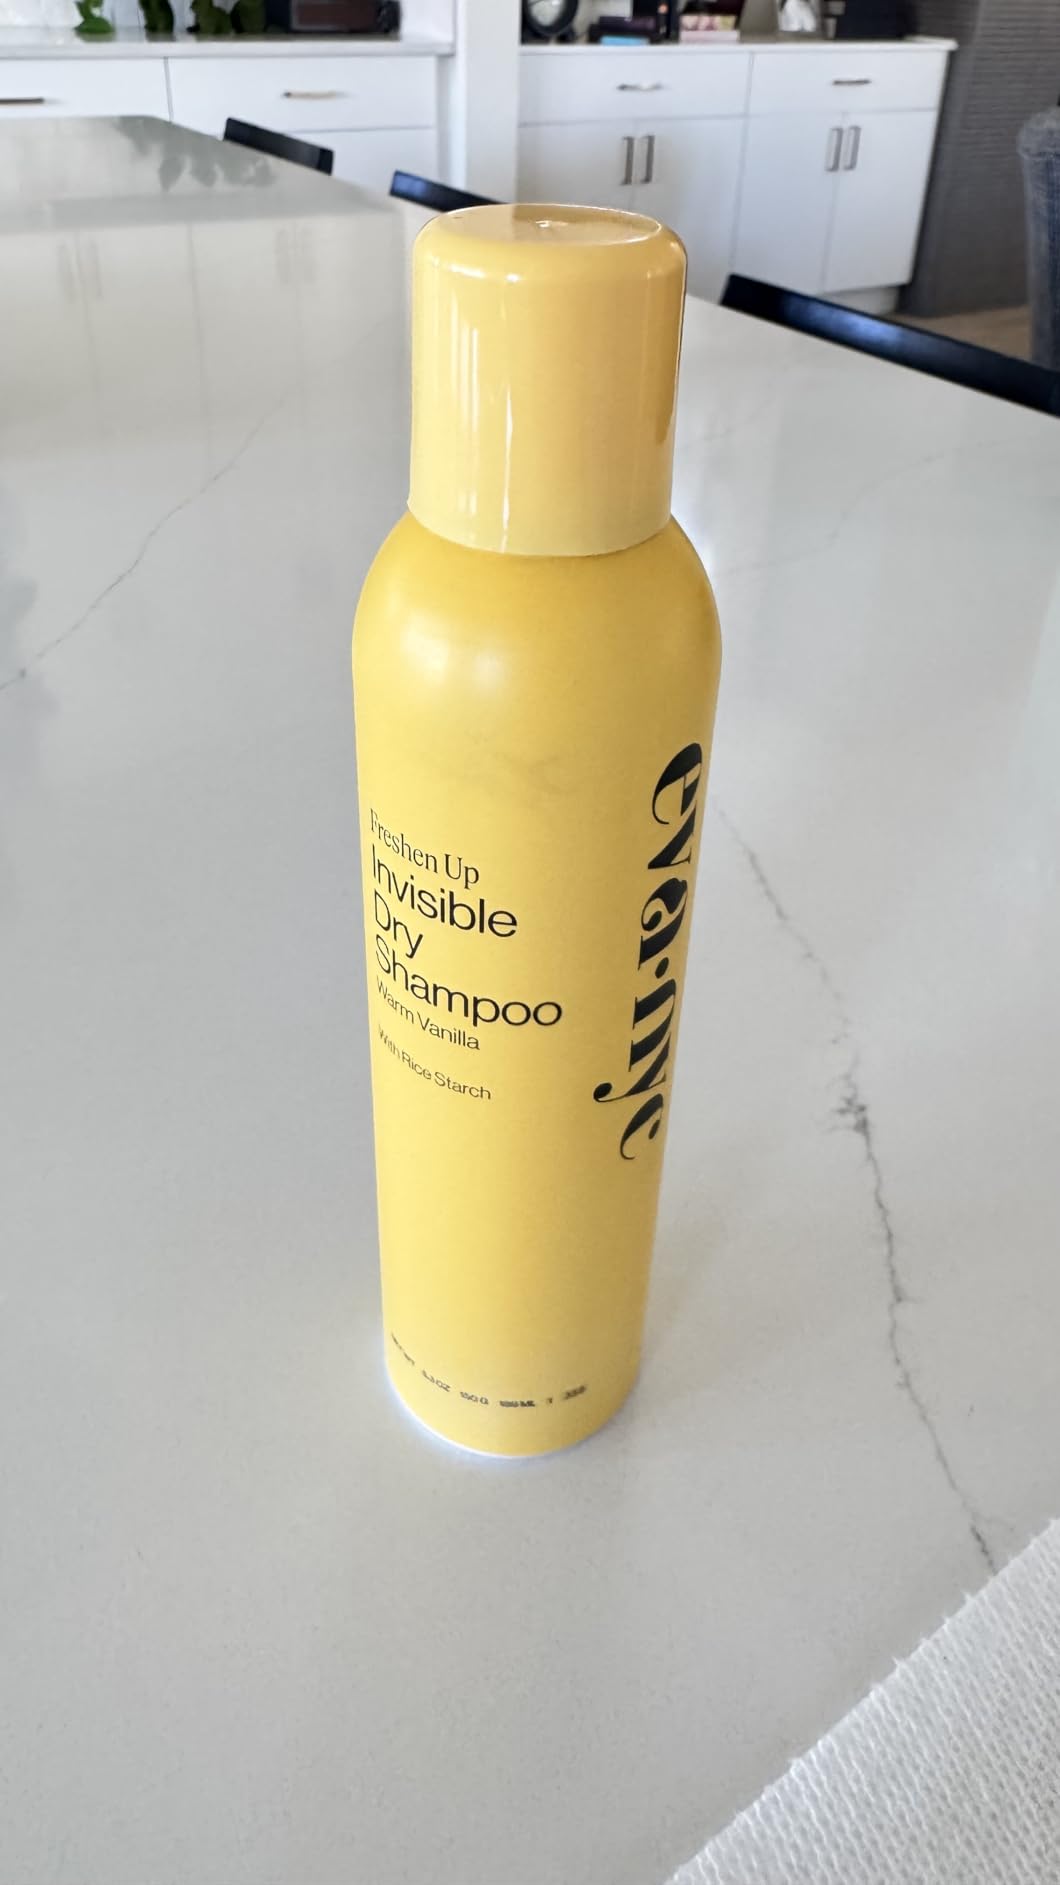 Freshen Up
Invisible
Dry
Shampoo
Warm Vanilla
With Rice Starch
eva·nyc